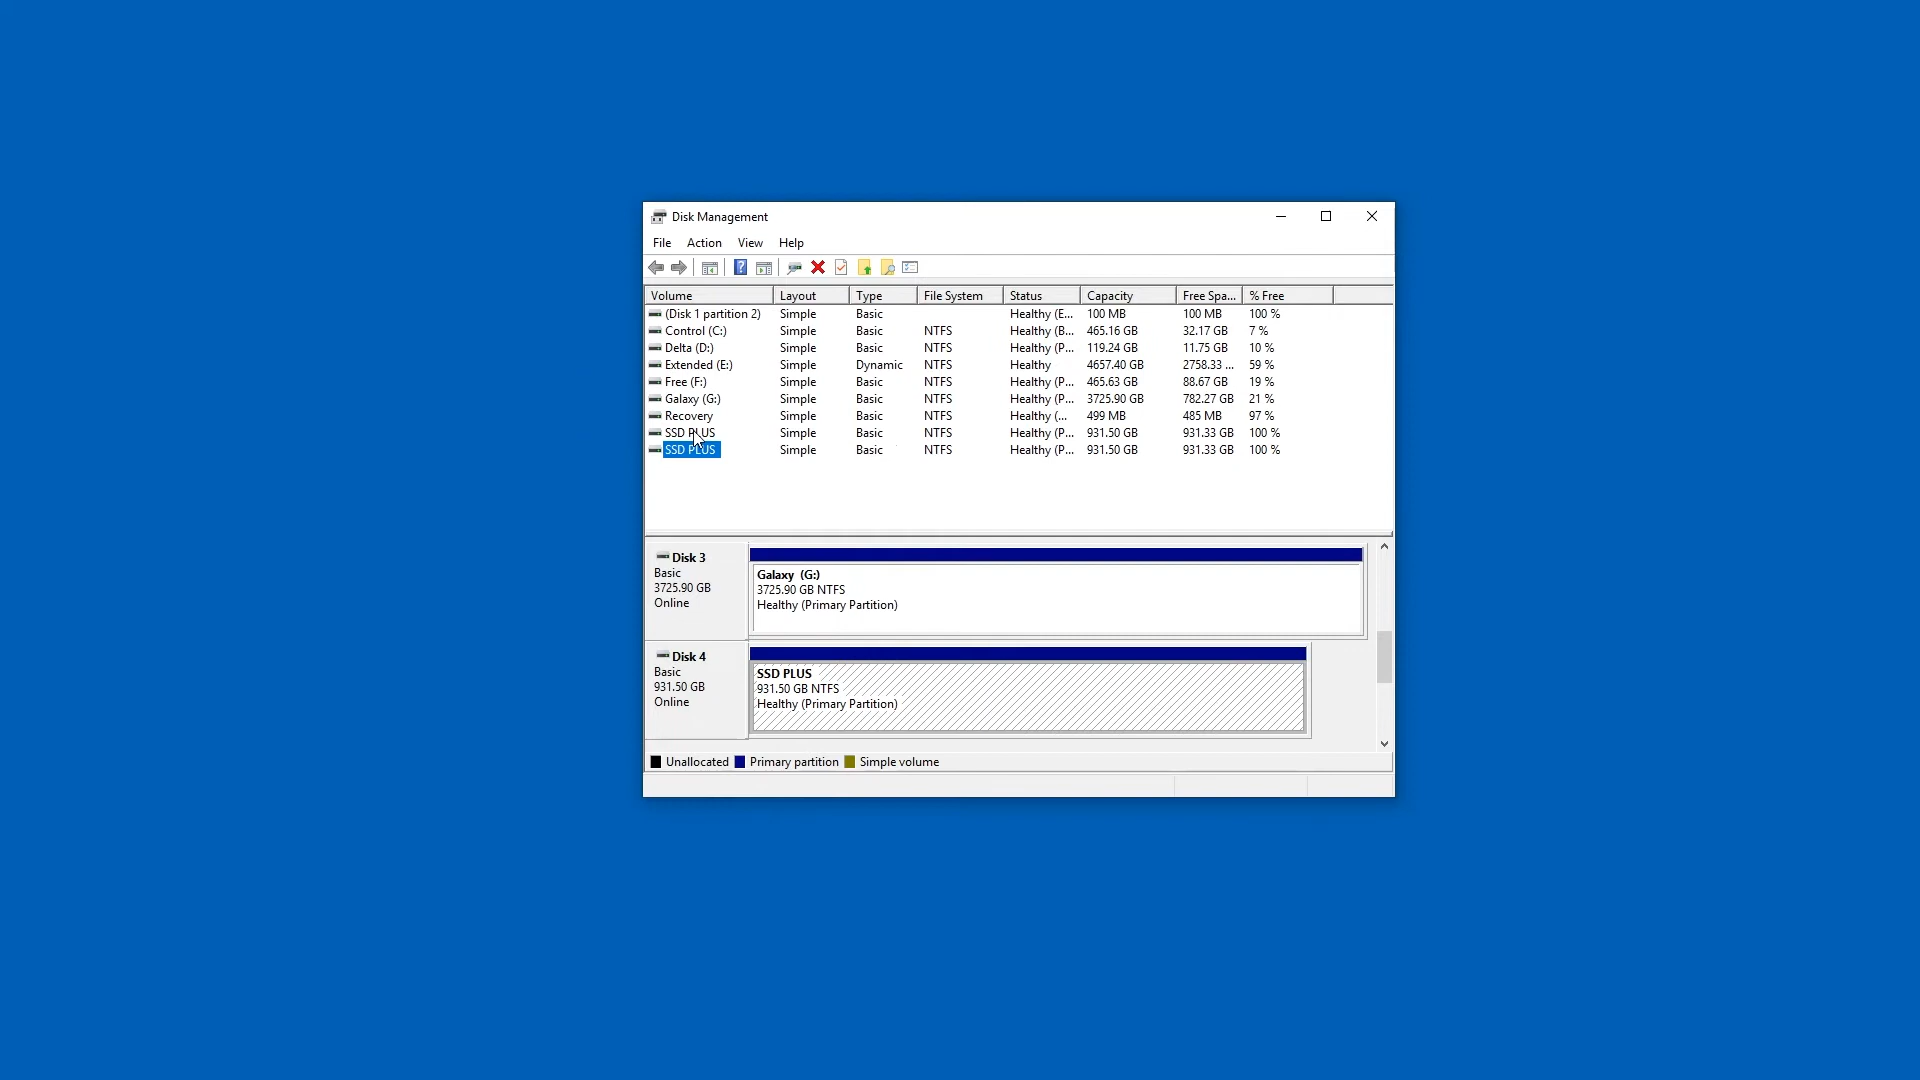 Disk Management
File Action View Help
Volume Layout Type File System Status Capacity Free Spa... % Free
(Disk 1 partition 2) Simple Basic Healthy (E... 100 MB 100 MB 100 %
Control (C:) Simple Basic NTFS Healthy (B... 465.16 GB 32.17 GB 7 %
Delta (D:) Simple Basic NTFS Healthy (P... 119.24 GB 11.75 GB 10 %
Extended (E:) Simple Dynamic NTFS Healthy 4657.40 GB 2758.33 ... 59 %
Free (F:) Simple Basic NTFS Healthy (P... 465.63 GB 88.67 GB 19 %
Galaxy (G:) Simple Basic NTFS Healthy (P... 3725.90 GB 782.27 GB 21 %
Recovery Simple Basic NTFS Healthy (... 499 MB 485 MB 97 %
SSD PLUS Simple Basic NTFS Healthy (P... 931.50 GB 931.33 GB 100 %
SSD PLUS Simple Basic NTFS Healthy (P... 931.50 GB 931.33 GB 100 %
Disk 3
Basic
3725.90 GB
Online
Galaxy (G:)
3725.90 GB NTFS
Healthy (Primary Partition)
Disk 4
Basic
931.50 GB
Online
SSD PLUS
931.50 GB NTFS
Healthy (Primary Partition)
Unallocated Primary partition Simple volume